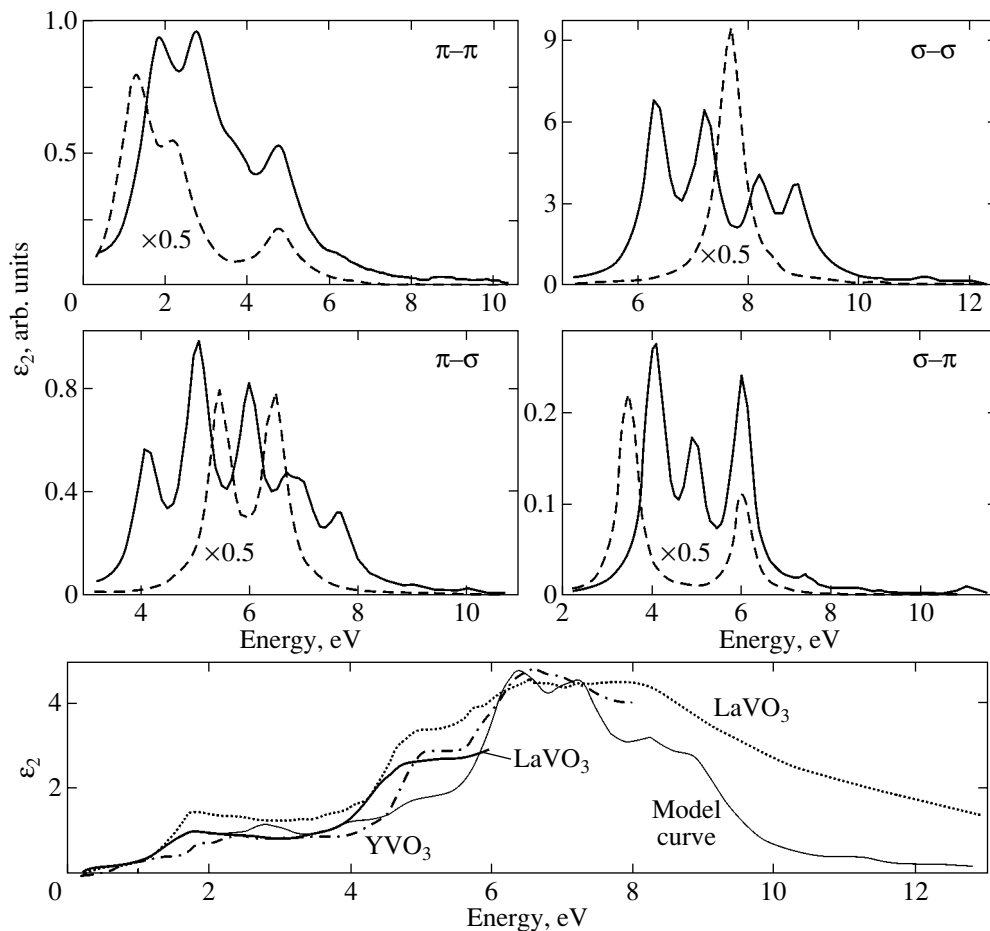 1.0
π–π
0.5
×0.5
0
0 2 4 6 8 10
9
σ–σ
6
3
×0.5
0
6 8 10 12
ε2, arb. units
π–σ
0.8
0.4
×0.5
0
4 6 8 10
Energy, eV
σ–π
0.2
0.1
×0.5
0
2 4 6 8 10
Energy, eV
4
LaVO3
ε2
LaVO3
2
YVO3
Model
curve
0 2 4 6 8 10 12
Energy, eV